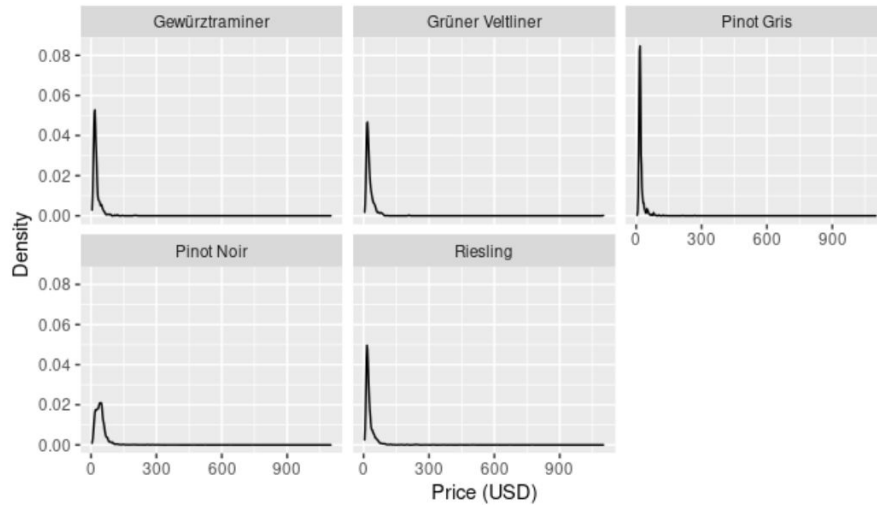 Gewürztraminer
Grüner Veltliner
Pinot Gris
0.08
0.06
0.04
0.02
0.00
0 300 600 900
Density
Pinot Noir
Riesling
0.08
0.06
0.04
0.02
0.00
0 300 600 900
0 300 600 900
Price (USD)